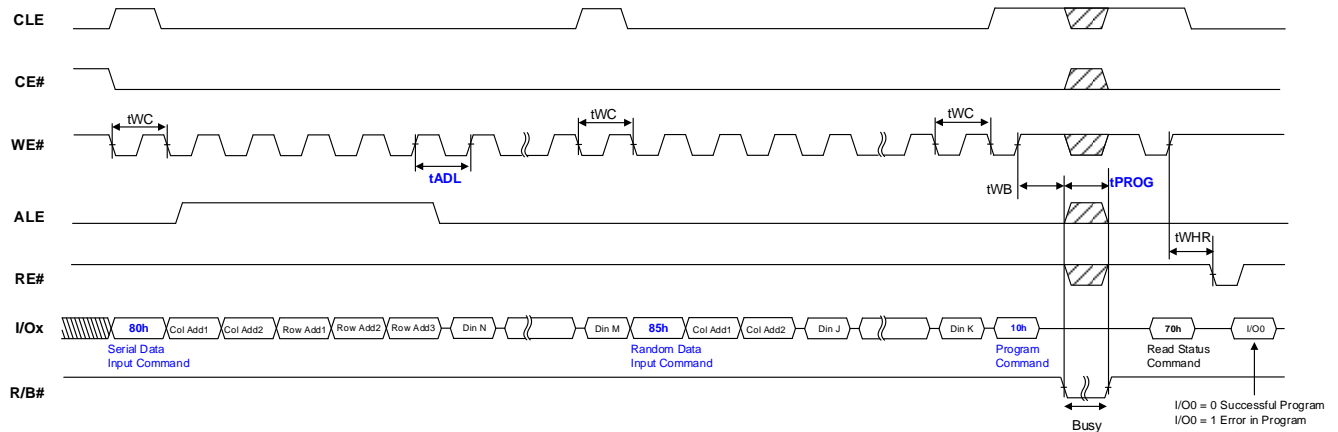 CLE
CE#
tWC
tWC
tWC
WE#
tADL
tWB
tPROG
ALE
tWHR
RE#
I/Ox
80h
Col Add1
Col Add2
Row Add1
Row Add2
Row Add3
Din N
Din M
85h
Col Add1
Col Add2
Din J
Din K
10h
70h
I/O0
Serial Data
Input Command
Random Data
Input Command
Program
Command
Read Status
Command
R/B#
Busy
I/O0 = 0 Successful Program
I/O0 = 1 Error in Program